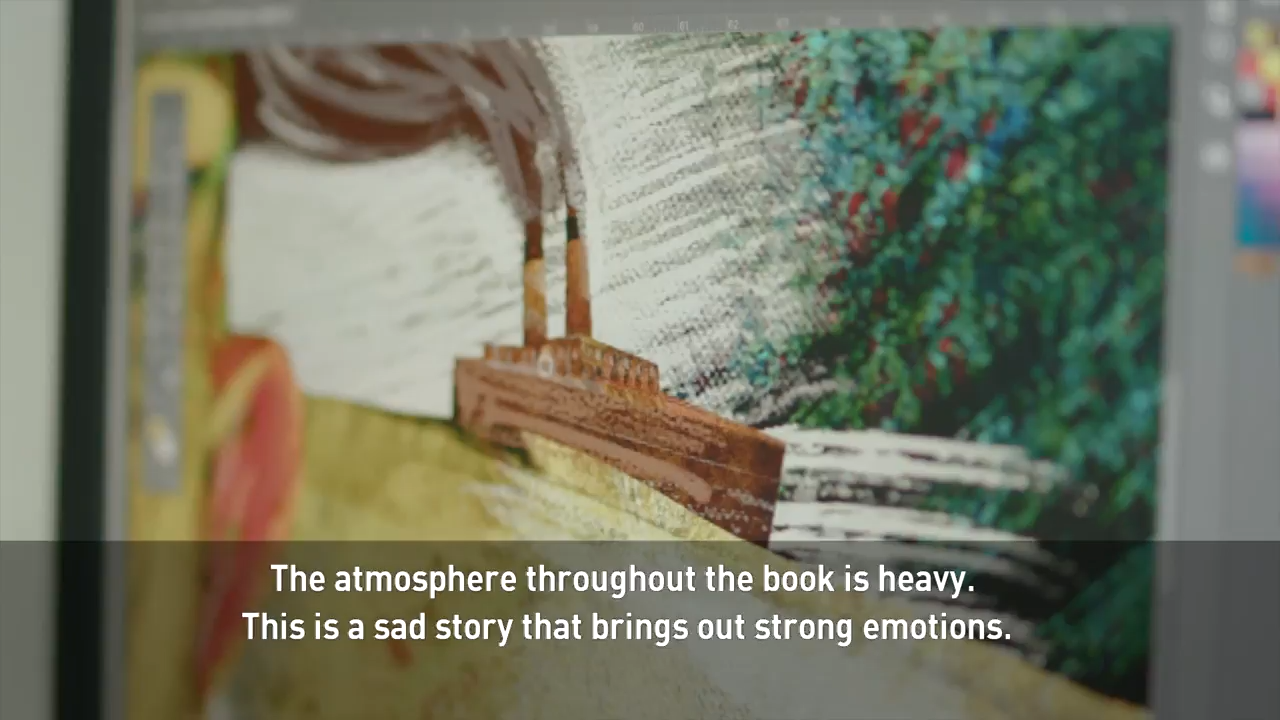 The atmosphere throughout the book is heavy.
This is a sad story that brings out strong emotions.